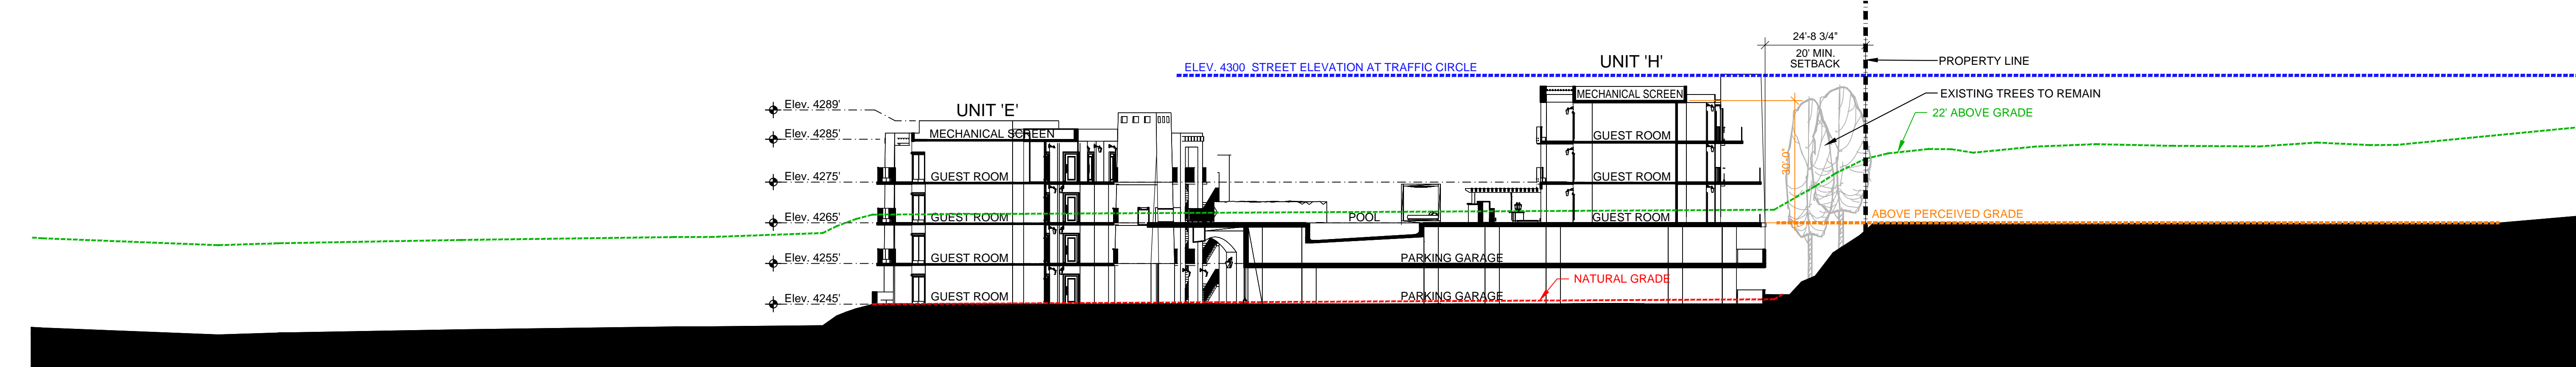 24'-8 3/4"
20' MIN.
SETBACK
UNIT 'H'
PROPERTY LINE
ELEV. 4300 STREET ELEVATION AT TRAFFIC CIRCLE
EXISTING TREES TO REMAIN
MECHANICAL SCREEN
Elev. 4289'
UNIT 'E'
22' ABOVE GRADE
Elev. 4285'
MECHANICAL SCREEN
GUEST ROOM
30'-0"
Elev. 4275'
GUEST ROOM
GUEST ROOM
Elev. 4265'
GUEST ROOM
POOL
GUEST ROOM
ABOVE PERCEIVED GRADE
Elev. 4255'
GUEST ROOM
PARKING GARAGE
NATURAL GRADE
Elev. 4245'
GUEST ROOM
PARKING GARAGE